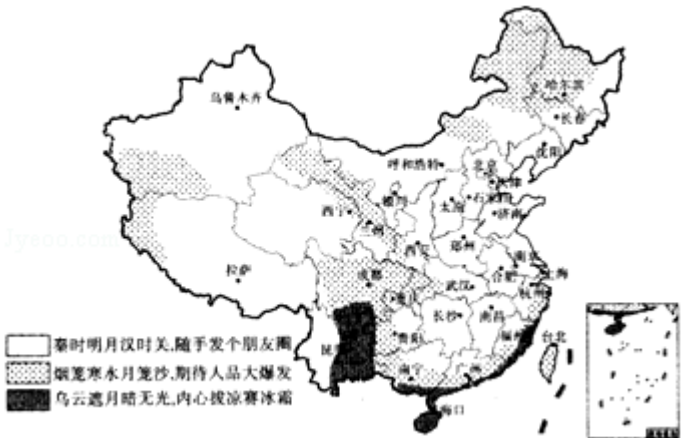 乌鲁木齐
哈尔滨
长春
沈阳
呼和浩特
北京
天津
石家庄
太原
济南
银川
西宁
兰州
西安
郑州
拉萨
成都
重庆
武汉
合肥
南京
上海
杭州
长沙
南昌
贵阳
福州
台北
昆
南宁
广州
海口
秦时明月汉时关,随手发个朋友圈
烟笼寒水月笼沙,期待人品大爆发
乌云遮月暗无光,内心拔凉赛冰霜
Jyeoo.com